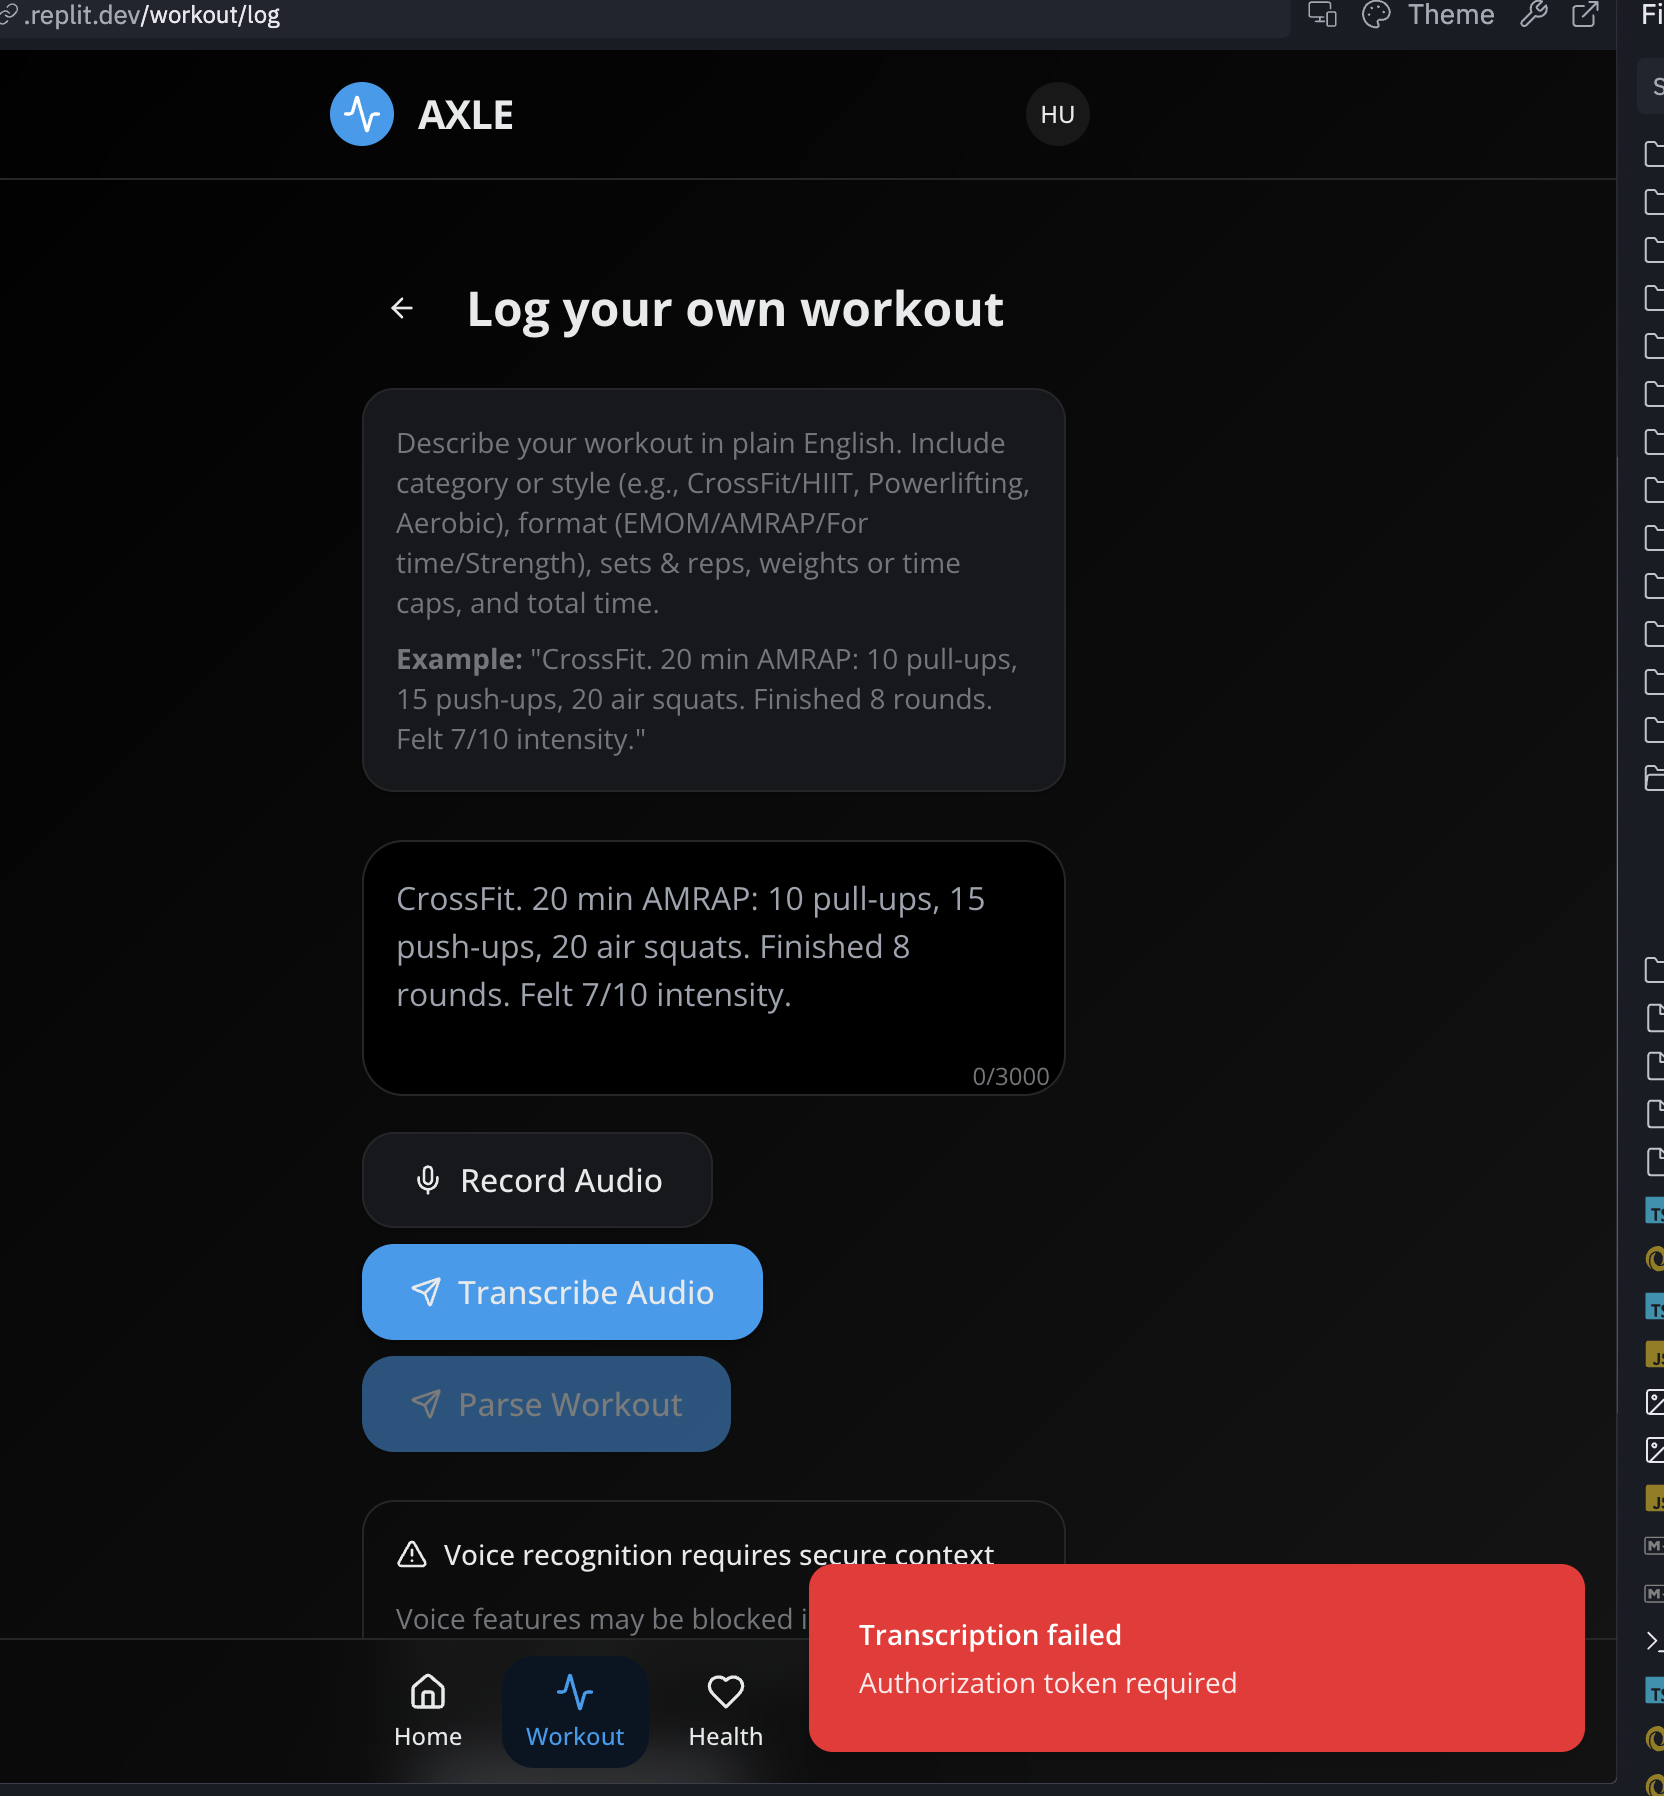 .replit.dev/workout/log
Theme
Fi
AXLE
HU
S
Log your own workout
Describe your workout in plain English. Include
category or style (e.g., CrossFit/HIIT, Powerlifting,
Aerobic), format (EMOM/AMRAP/For
time/Strength), sets & reps, weights or time
caps, and total time.
Example: "CrossFit. 20 min AMRAP: 10 pull-ups,
15 push-ups, 20 air squats. Finished 8 rounds.
Felt 7/10 intensity."
CrossFit. 20 min AMRAP: 10 pull-ups, 15
push-ups, 20 air squats. Finished 8
rounds. Felt 7/10 intensity.
0/3000
Record Audio
Transcribe Audio
Parse Workout
Voice recognition requires secure context
Voice features may be blocked i
Transcription failed
Authorization token required
Home
Workout
Health